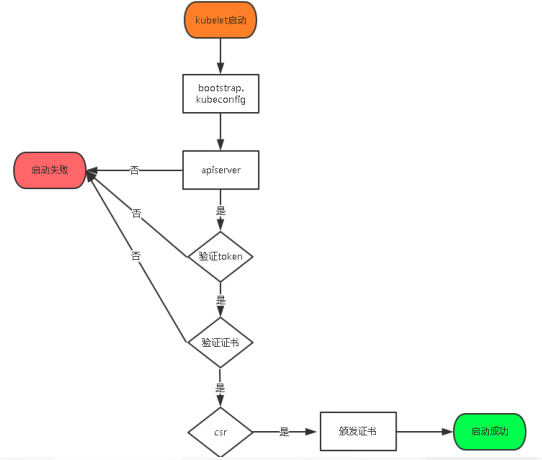 kubelet启动
bootstrap.
kubeconfig
apiserver
启动失败
否
是
验证token
否
是
验证证书
否
是
csr
是
颁发证书
启动成功